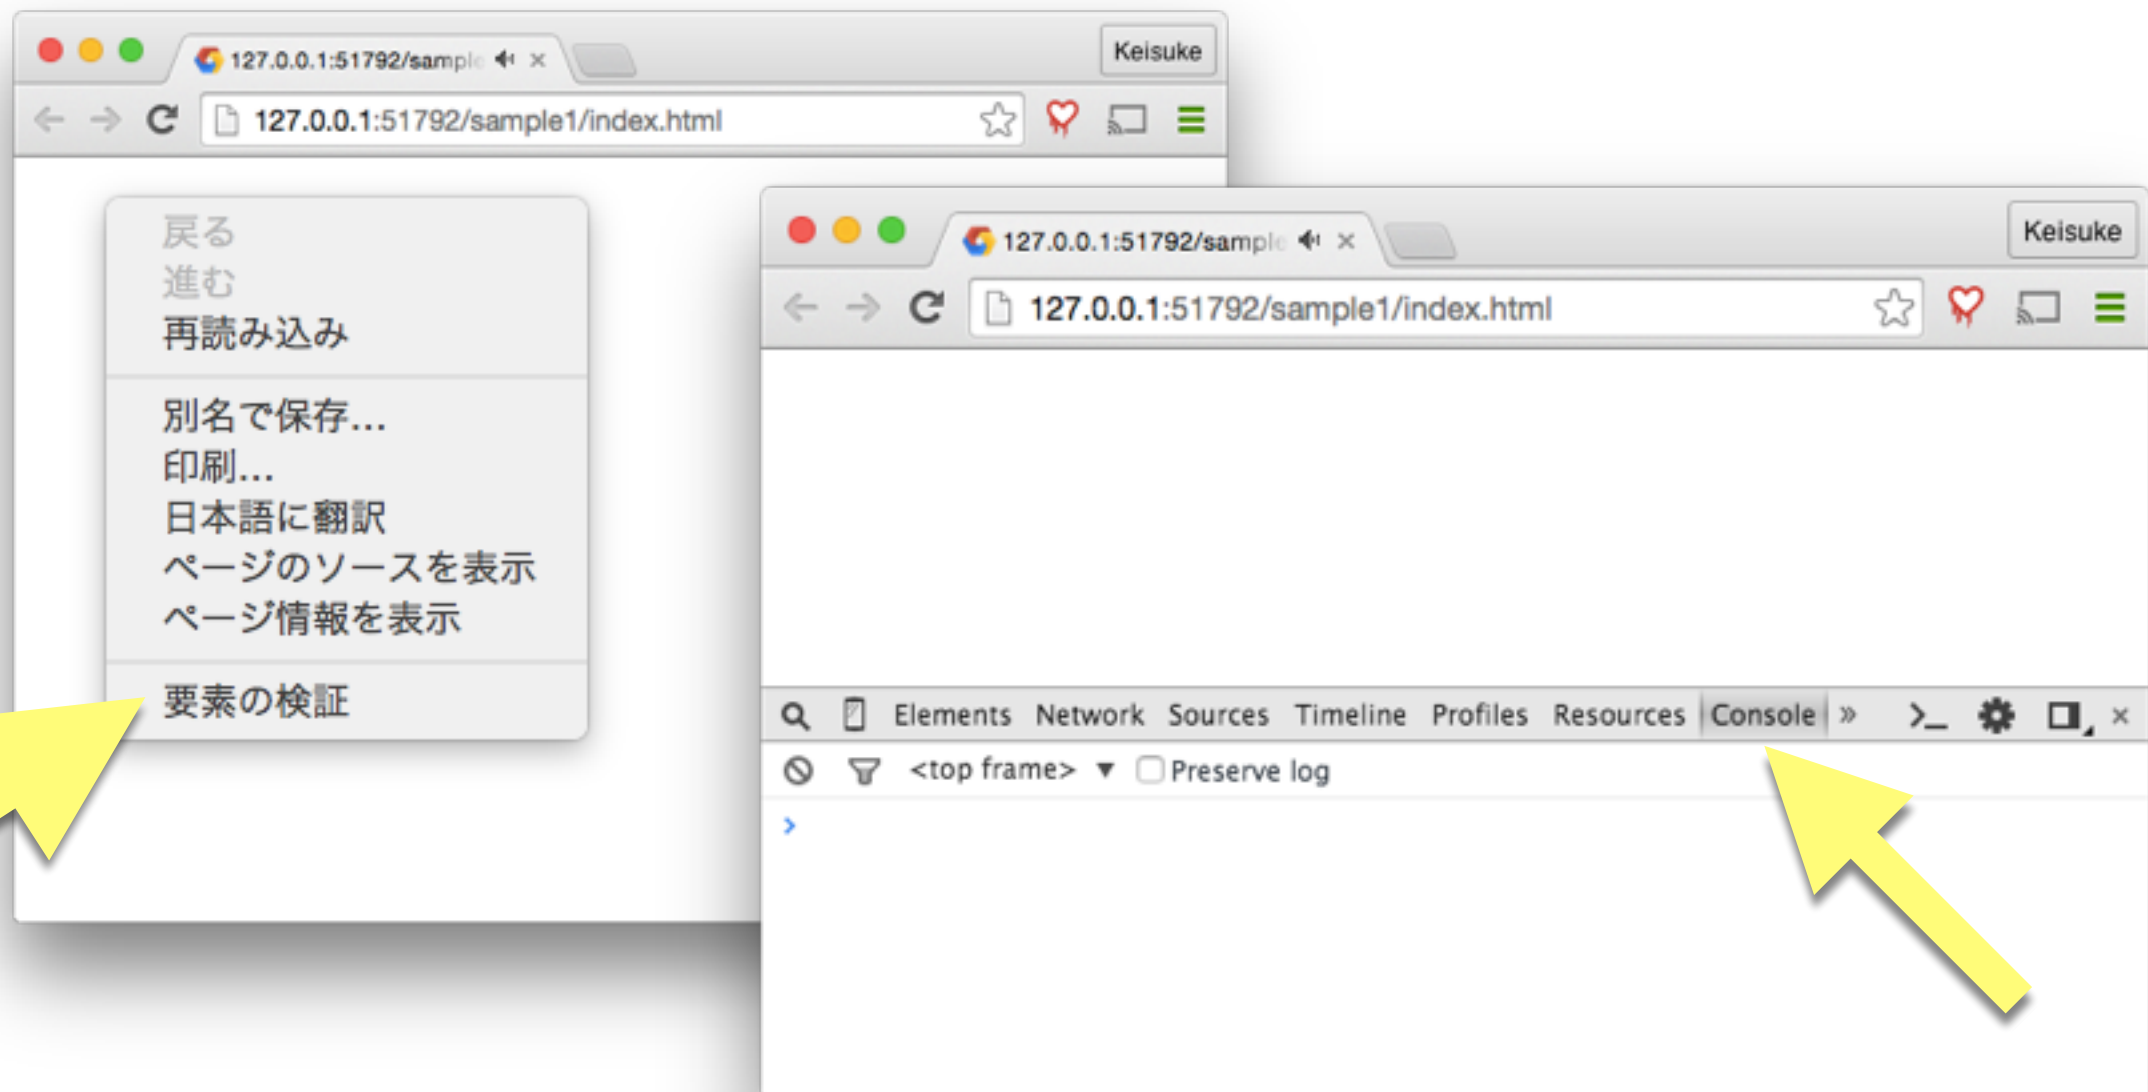 127.0.0.1:51792/sample
Keisuke
127.0.0.1:51792/sample1/index.html
戻る
進む
再読み込み
別名で保存...
印刷...
日本語に翻訳
ページのソースを表示
ページ情報を表示
要素の検証
127.0.0.1:51792/sample
Keisuke
127.0.0.1:51792/sample1/index.html
Elements Network Sources Timeline Profiles Resources Console »
<top frame> ▼ Preserve log